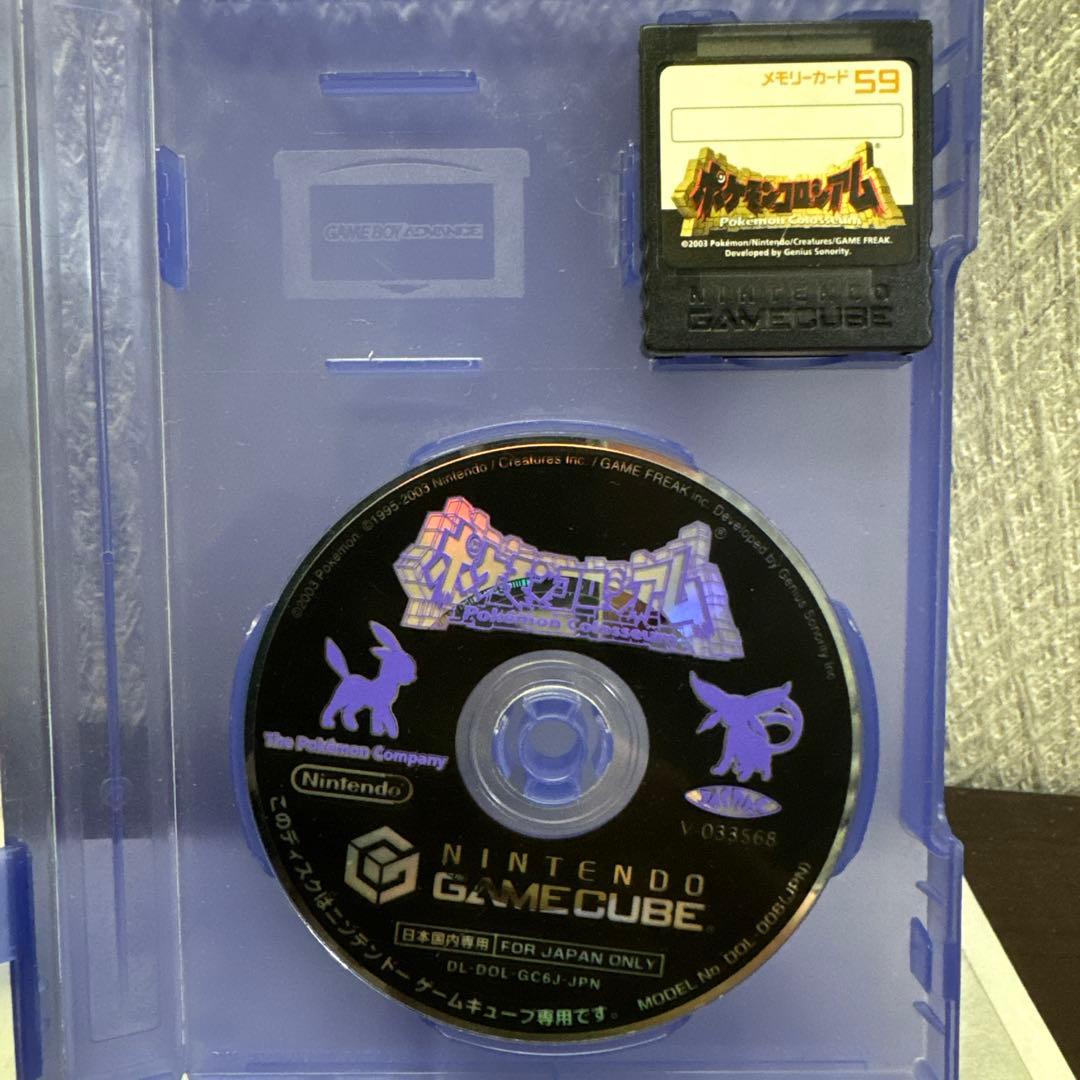 メモリーカード 59
ポケモンコロシアム
Pokémon Colosseum
©2003 Pokémon/Nintendo/Creatures/GAME FREAK.
Developed by Genius Sonority.
NINTENDO
GAMECUBE
GAME BOY ADVANCE
©2003 Pokémon. ©1995-2003 Nintendo / Creatures Inc. / GAME FREAK inc. Developed by Genius Sonority Inc
ポケモンコロシアム
Pokémon Colosseum
The Pokémon Company
Nintendo
V-033568
NINTENDO
GAMECUBE
日本国内専用 FOR JAPAN ONLY
DL-DOL-GC6J-JPN
このディスクはニンテンドー ゲームキューブ専用です。
MODEL No. DOL-006(JPN)